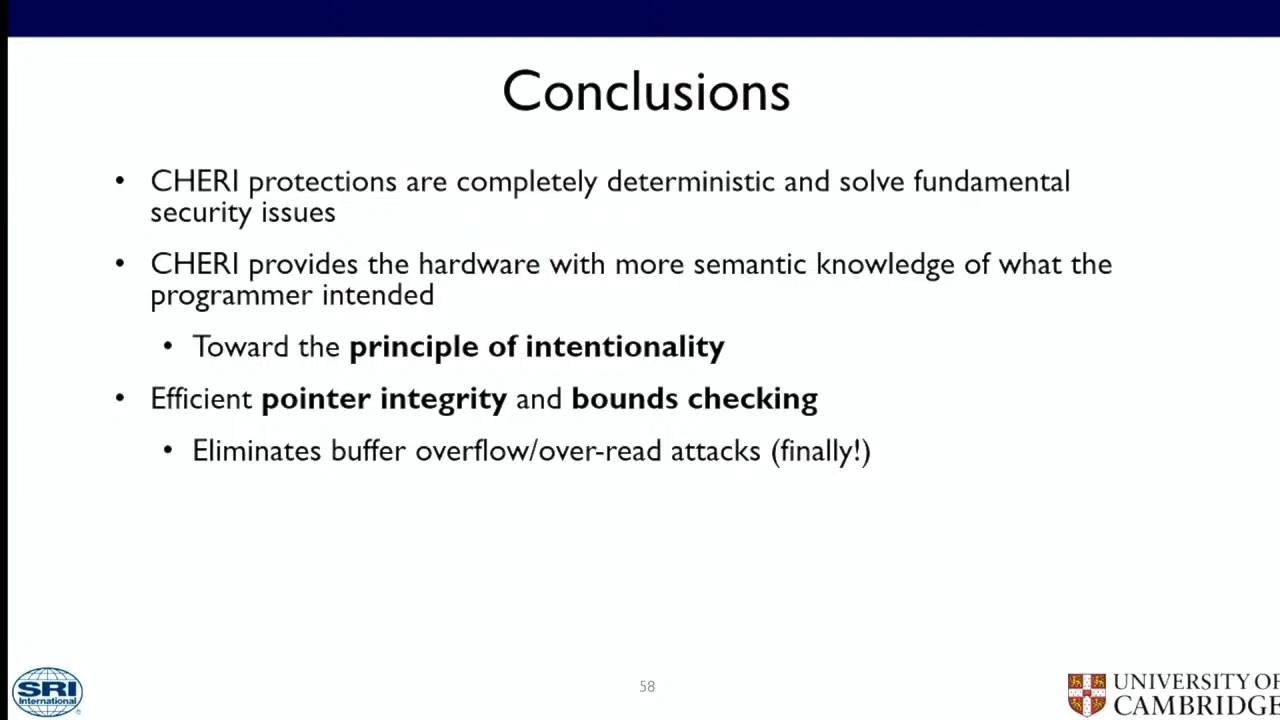 Conclusions
• CHERI protections are completely deterministic and solve fundamental
security issues
• CHERI provides the hardware with more semantic knowledge of what the
programmer intended
• Toward the principle of intentionality
• Efficient pointer integrity and bounds checking
• Eliminates buffer overflow/over-read attacks (finally!)
SRI
International
58
UNIVERSITY OF
CAMBRIDGE